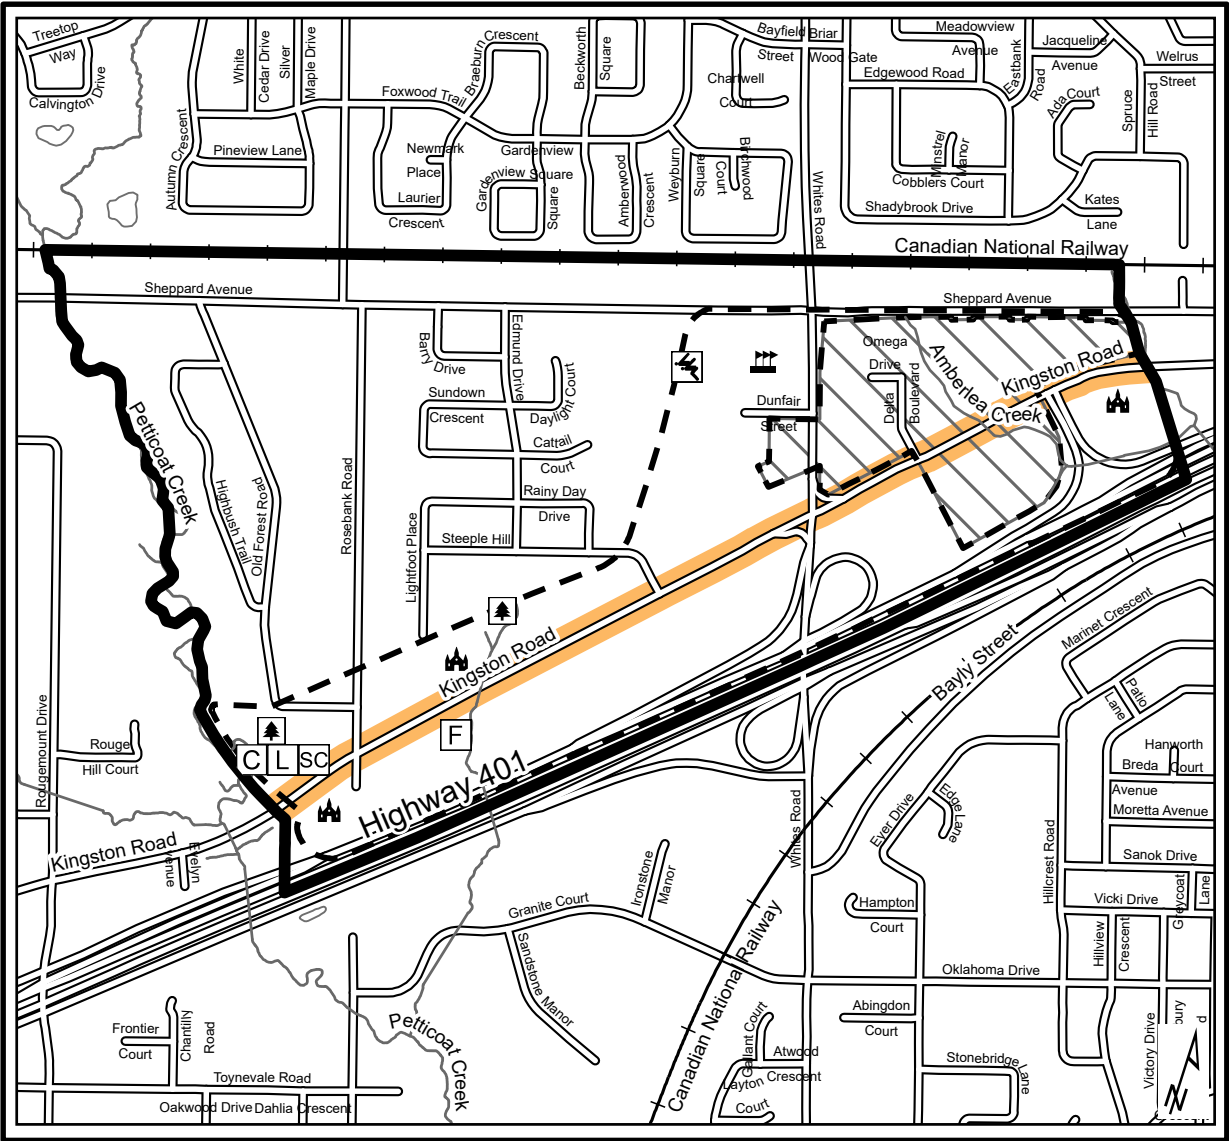 Treetop
Way
Calvington Drive
White
Cedar Drive
Silver
Maple Drive
Autumn Crescent
Pineview Lane
Foxwood Trail
Braeburn
Crescent
Newmark
Place
Laurier
Crescent
Beckworth
Square
Gardenview
Gardenview Square
Square
Amberwood
Crescent
Weyburn
Square
Birchwood
Court
Chartwell
Court
Bayfield
Street
Briar
Wood Gate
Whites Road
Meadowview
Avenue
Edgewood Road
Eastbank
Road
Jacqueline
Avenue
Ada Court
Spruce
Hill Road
Welrus
Street
Minstrel
Manor
Cobblers Court
Shadybrook Drive
Kates
Lane
Canadian National Railway
Sheppard Avenue
Sheppard Avenue
Petticoat Creek
Highbush Trail
Old Forest Road
Rosebank Road
Barry Drive
Edmund Drive
Sundown
Crescent
Daylight Court
Cattail
Court
Rainy Day
Drive
Lightfoot Place
Steeple Hill
Dunfair
Street
Omega
Drive
Delta
Boulevard
Amberlea
Creek
Kingston Road
Kingston Road
Highway 401
C
L
SC
F
Rougemount Drive
Rouge
Hill Court
Kingston Road
Evelyn
venue
Bayly Street
Marinet Crescent
Patio
Lane
Hanworth
Court
Breda
Avenue
Moretta Avenue
Sanok Drive
Vicki Drive
Greycoat
Lane
Hillview
Crescent
Hillcrest Road
Edge Lane
Ever Drive
Whites Road
Hampton
Court
Oklahoma Drive
Abingdon
Court
Stonebridge Lane
Victory Drive
bury
d
N
Ironstone
Manor
Granite Court
Sandstone Manor
Canadian National Railway
Gallant Court
Atwood
Crescent
Layton
Court
Petticoat
Creek
Frontier
Court
Chantilly
Road
Toynevale Road
Oakwood Drive
Dahlia Crescent